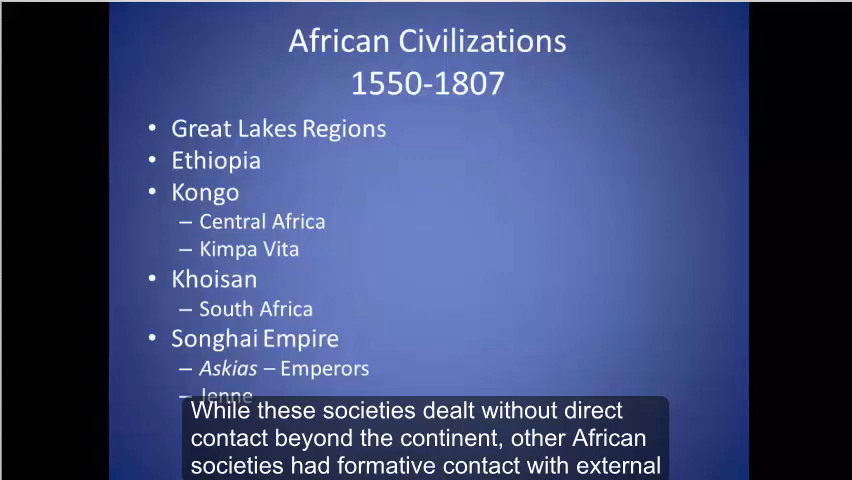 African Civilizations
1550-1807
• Great Lakes Regions
• Ethiopia
• Kongo
– Central Africa
– Kimpa Vita
• Khoisan
– South Africa
• Songhai Empire
– Askias – Emperors
– Jenne
While these societies dealt without direct
contact beyond the continent, other African
societies had formative contact with external